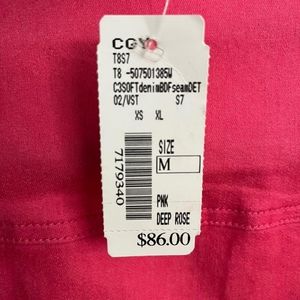 CGY
T8S7
T8 -507501385W
C3SOFTdenimBDFseamDET
02/VST S7
XS XL
SIZE
M
7179340
PNK
DEEP ROSE
$86.00